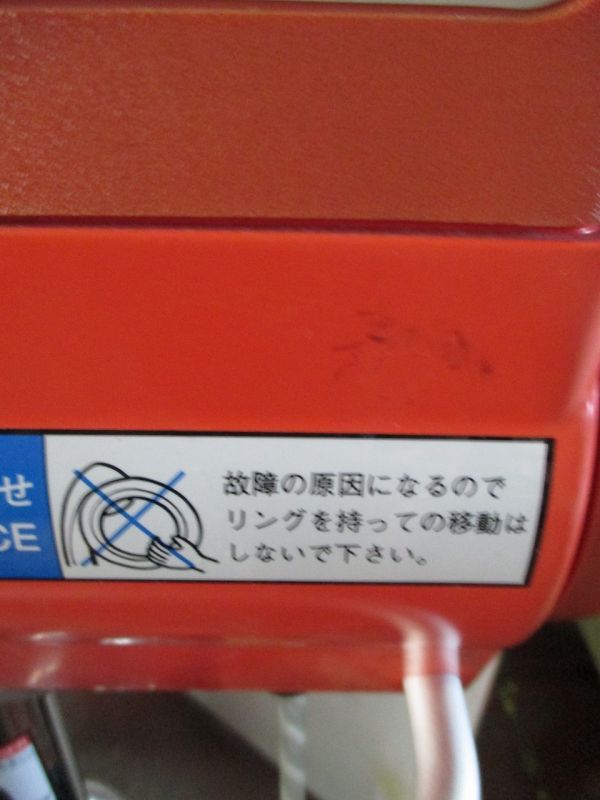 せ
CE
故障の原因になるので
リングを持っての移動は
しないで下さい。